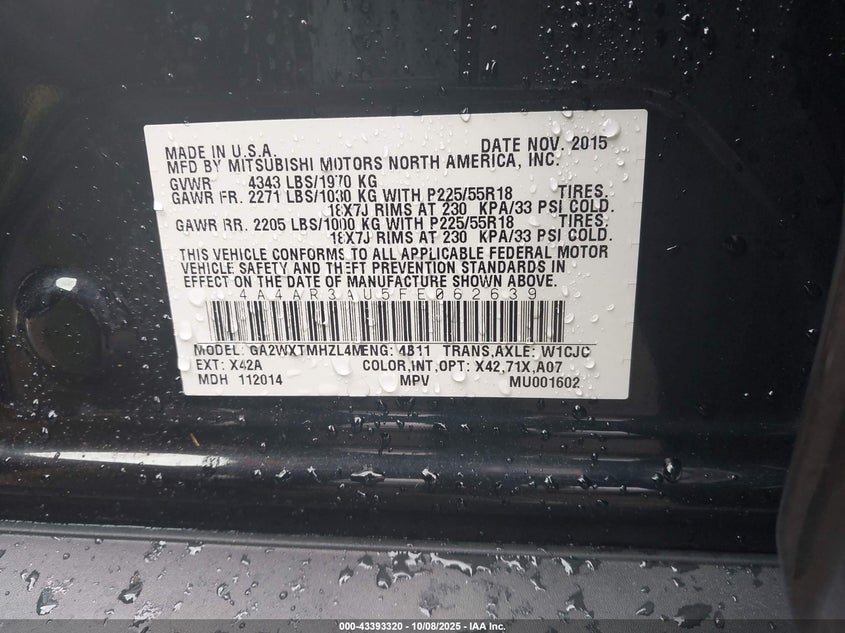 MADE IN U.S.A. DATE NOV. 2015
MFD BY MITSUBISHI MOTORS NORTH AMERICA, INC.
GVWR 4343 LBS/1970 KG
GAWR FR. 2271 LBS/1030 KG WITH P225/55R18 TIRES,
18X7J RIMS AT 230 KPA/33 PSI COLD.
GAWR RR. 2205 LBS/1000 KG WITH P225/55R18 TIRES,
18X7J RIMS AT 230 KPA/33 PSI COLD.
THIS VEHICLE CONFORMS TO ALL APPLICABLE FEDERAL MOTOR
VEHICLE SAFETY AND THEFT PREVENTION STANDARDS IN
EFFECT ON THE DATE OF MANUFACTURE SHOWN ABOVE.
4A4AR3AU5FE062639
MODEL: GA2WXTMHZL4M ENG: 4B11 TRANS,AXLE: W1CJC
EXT: X42A COLOR,INT,OPT: X42,71X,A07
MDH 112014 MPV MU001602
000-43393320 - 10/08/2025 - IAA Inc.